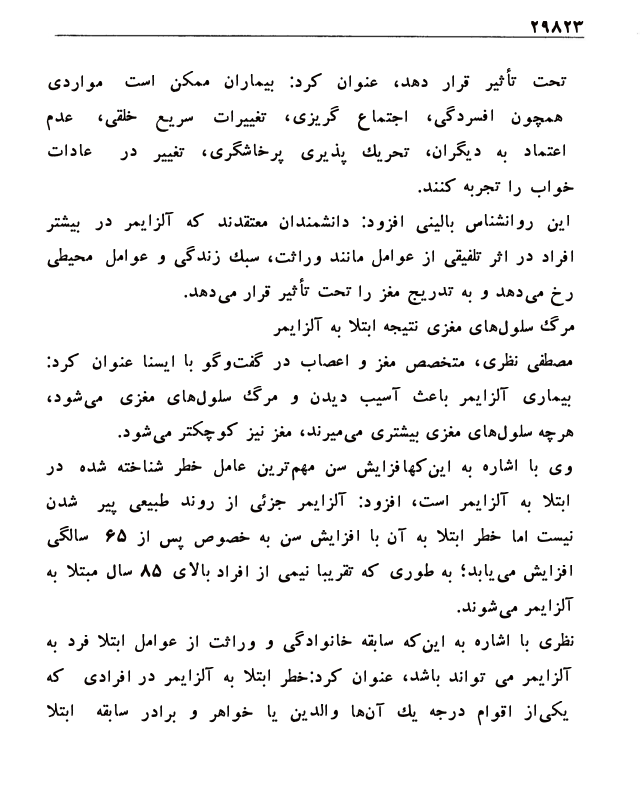 ۲۹۸۲۳
تحت تأثیر قرار دهد، عنوان کرد: بیماران ممکن است مواردی
همچون افسردگی، اجتماع گریزی، تغییرات سریع خلقی، عدم
اعتماد به دیگران، تحریك پذیری پرخاشگری، تغییر در عادات
خواب را تجربه کنند.
این روانشناس بالینی افزود: دانشمندان معتقدند که آلزایمر در بیشتر
افراد در اثر تلفیقی از عوامل مانند وراثت، سبك زندگی و عوامل محیطی
رخ می‌دهد و به تدریج مغز را تحت تأثیر قرار می‌دهد.
مرگ سلول‌های مغزی نتیجه ابتلا به آلزایمر
مصطفی نظری، متخصص مغز و اعصاب در گفت‌وگو با ایسنا عنوان کرد:
بیماری آلزایمر باعث آسیب دیدن و مرگ سلول‌های مغزی می‌شود،
هرچه سلول‌های مغزی بیشتری می‌میرند، مغز نیز کوچکتر می‌شود.
وی با اشاره به این‌کهافزایش سن مهم‌ترین عامل خطر شناخته شده در
ابتلا به آلزایمر است، افزود: آلزایمر جزئی از روند طبیعی پیر شدن
نیست اما خطر ابتلا به آن با افزایش سن به خصوص پس از ۶۵ سالگی
افزایش می‌یابد؛ به طوری که تقریبا نیمی از افراد بالای ۸۵ سال مبتلا به
آلزایمر می‌شوند.
نظری با اشاره به این‌که سابقه خانوادگی و وراثت از عوامل ابتلا فرد به
آلزایمر می تواند باشد، عنوان کرد:خطر ابتلا به آلزایمر در افرادی که
یکی‌از اقوام درجه یك آن‌ها والدین یا خواهر و برادر سابقه ابتلا